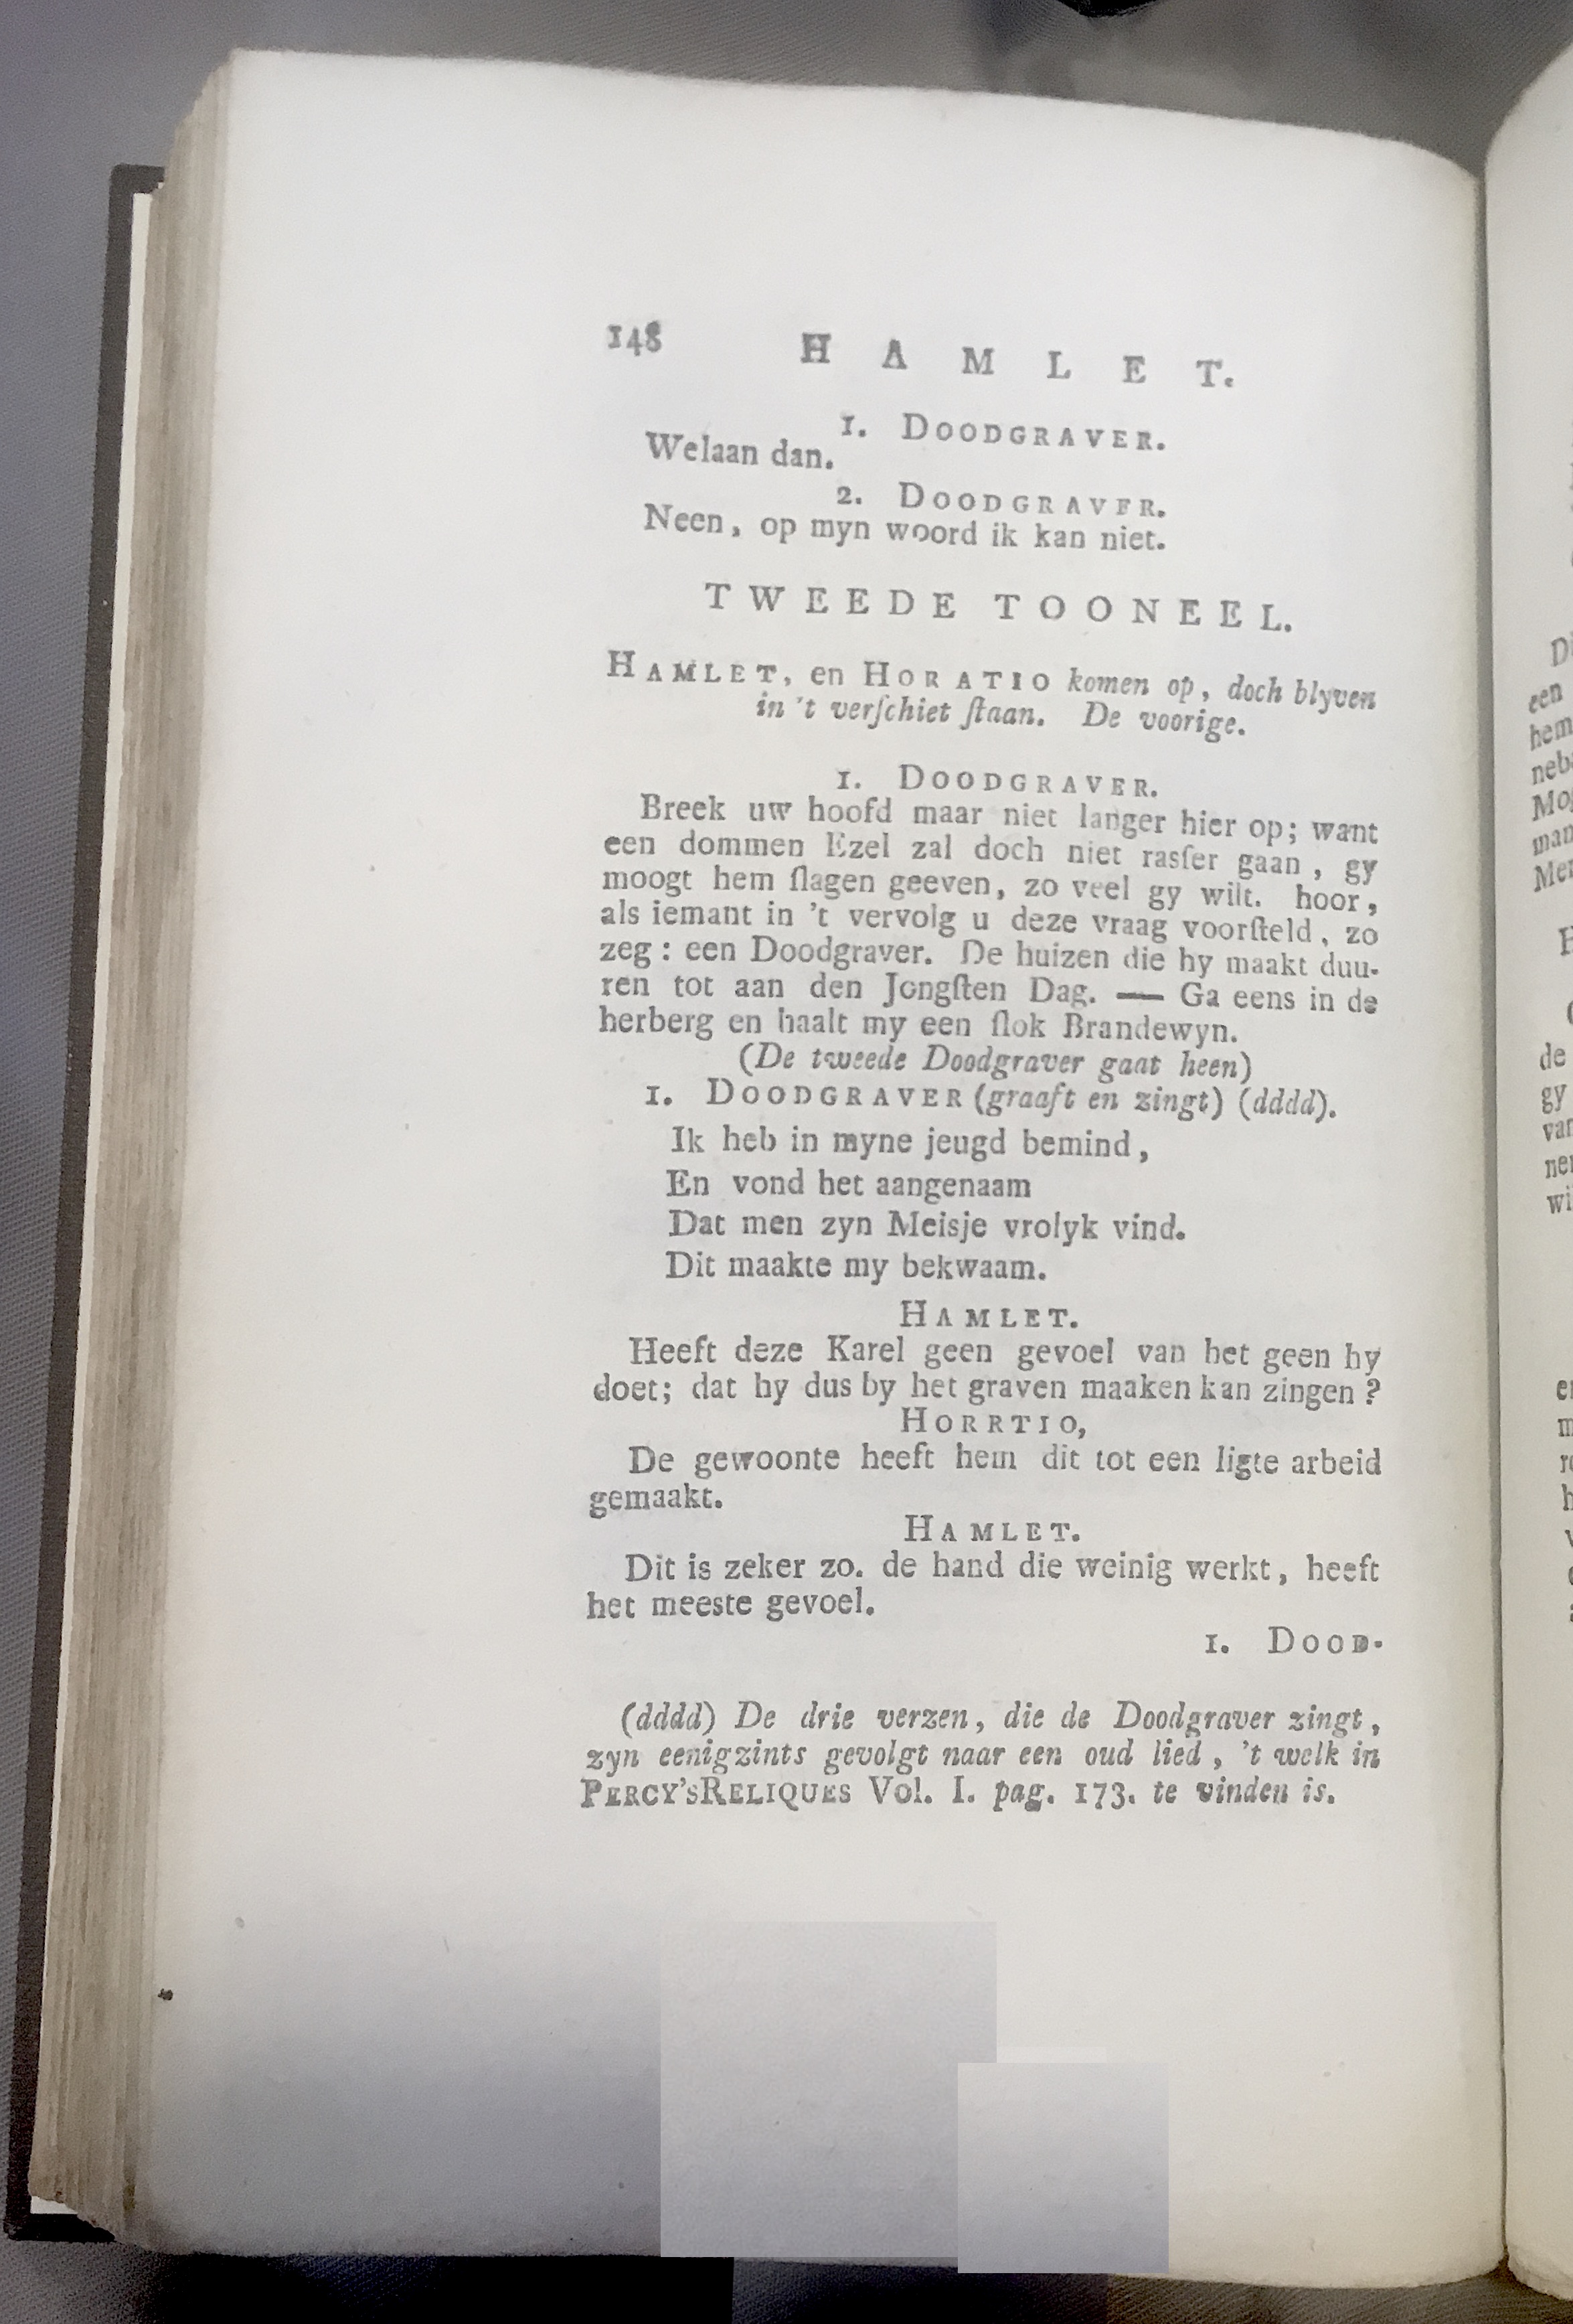 148 HAMLET.
1. DOODGRAVER.
Welaan dan.
2. DOODGRAVER.
Neen, op myn woord ik kan niet.
TWEEDE TOONEEL.
HAMLET, en HORATIO komen op, doch blyven
in 't verſchiet ſtaan. De voorige.
1. DOODGRAVER.
Breek uw hoofd maar niet langer hier op; want
een dommen Ezel zal doch niet rasſer gaan, gy
moogt hem ſlagen geeven, zo veel gy wilt. hoor,
als iemant in 't vervolg u deze vraag voorſteld, zo
zeg: een Doodgraver. De huizen die hy maakt duu-
ren tot aan den Jongſten Dag. — Ga eens in de
herberg en haalt my een ſlok Brandewyn.
(De tweede Doodgraver gaat heen)
1. DOODGRAVER (graaft en zingt) (dddd).
Ik heb in myne jeugd bemind,
En vond het aangenaam
Dat men zyn Meisje vrolyk vind.
Dit maakte my bekwaam.
HAMLET.
Heeft deze Karel geen gevoel van het geen hy
doet; dat hy dus by het graven maaken kan zingen?
HORRTIO,
De gewoonte heeft hem dit tot een ligte arbeid
gemaakt.
HAMLET.
Dit is zeker zo. de hand die weinig werkt, heeft
het meeste gevoel.
1. DOOD-
(dddd) De drie verzen, die de Doodgraver zingt,
zyn eenigzints gevolgt naar een oud lied, 't welk in
PERCY'S RELIQUES Vol. I. pag. 173. te vinden is.
een
hem
de
gy